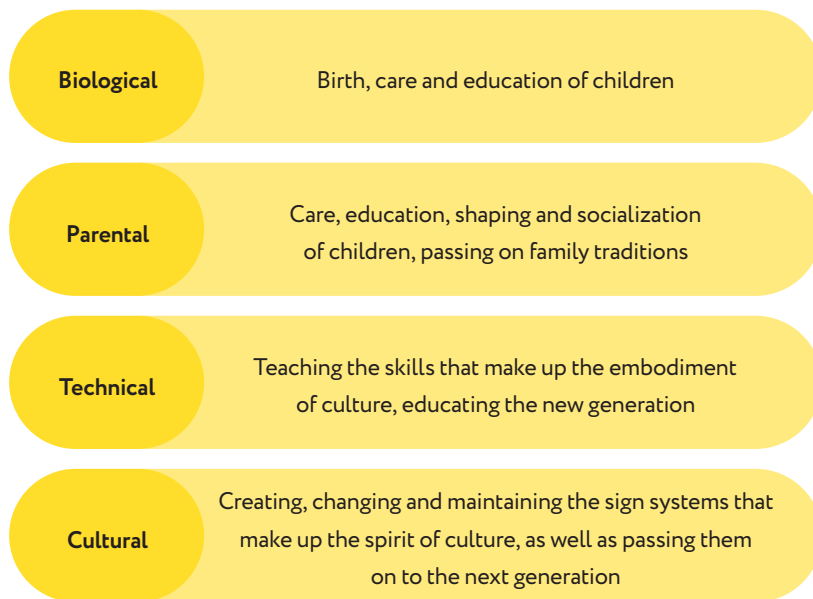 Biological
Birth, care and education of children
Parental
Care, education, shaping and socialization
of children, passing on family traditions
Technical
Teaching the skills that make up the embodiment
of culture, educating the new generation
Cultural
Creating, changing and maintaining the sign systems that
make up the spirit of culture, as well as passing them
on to the next generation